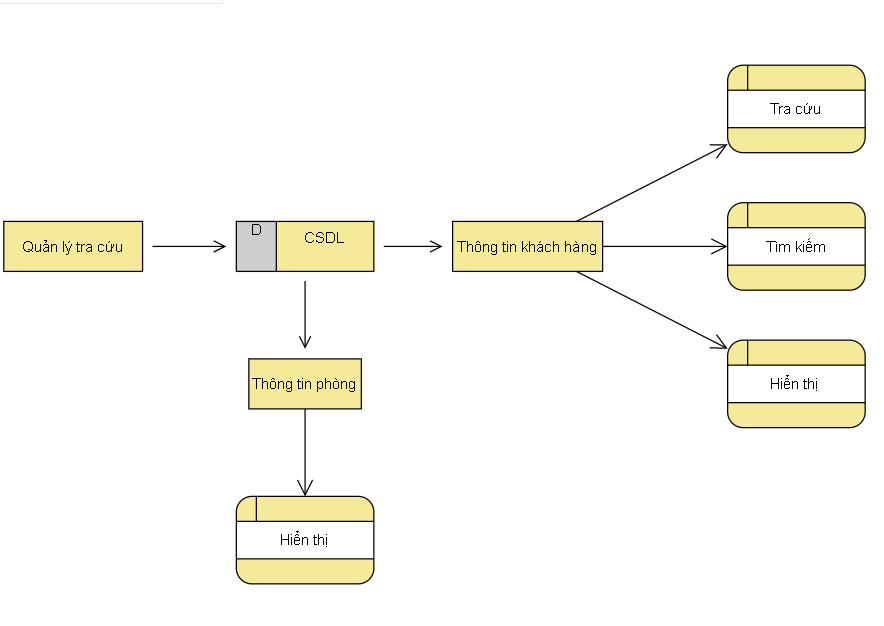 Tra cứu
Quản lý tra cứu
D
CSDL
Thông tin khách hàng
Tìm kiếm
Thông tin phòng
Hiển thị
Hiển thị